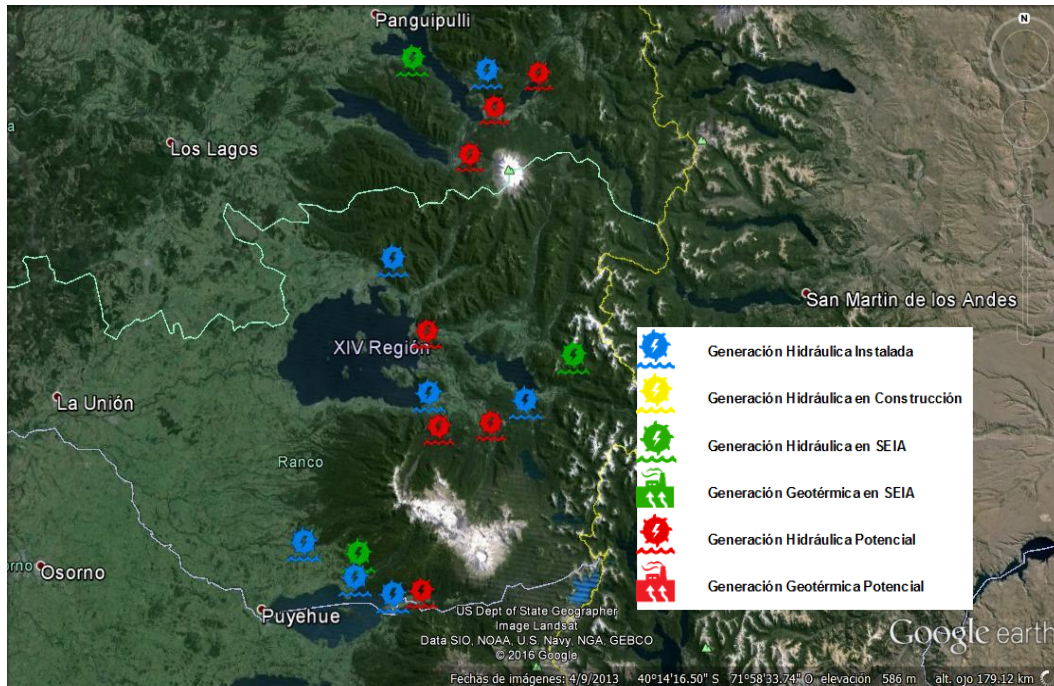 Panguipulli
N
a
Los Lagos
San Martin de los Andes
XIV Región
Generación Hidráulica Instalada
La Unión
Generación Hidráulica en Construcción
Generación Hidráulica en SEIA
Ranco
Generación Geotérmica en SEIA
Generación Hidráulica Potencial
orno
Osorno
Generación Geotérmica Potencial
Puyehue
US Dept of State Geographer
Image Landsat
Data SIO, NOAA, U.S. Navy, NGA, GEBCO
© 2016 Google
Google earth
Fechas de imágenes: 4/9/2013 40°14'16.50" S 71°58'33.74" O elevación 586 m alt. ojo 179.12 km